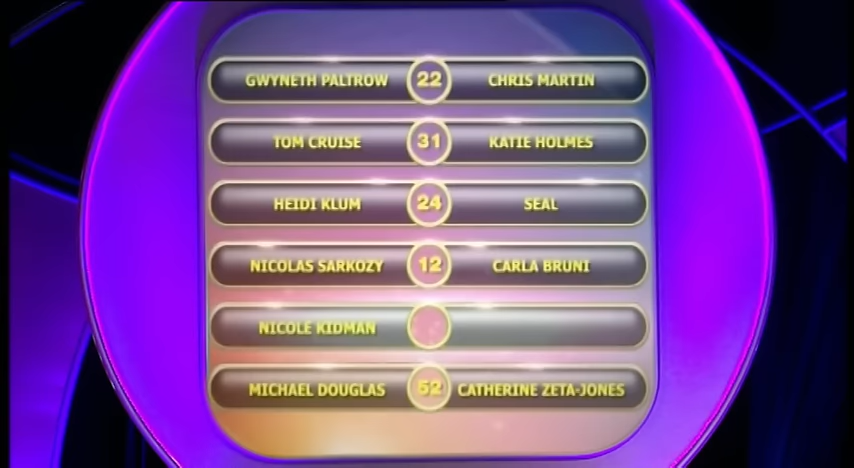 GWYNETH PALTROW 22 CHRIS MARTIN
TOM CRUISE 31 KATIE HOLMES
HEIDI KLUM 24 SEAL
NICOLAS SARKOZY 12 CARLA BRUNI
NICOLE KIDMAN
MICHAEL DOUGLAS 52 CATHERINE ZETA-JONES